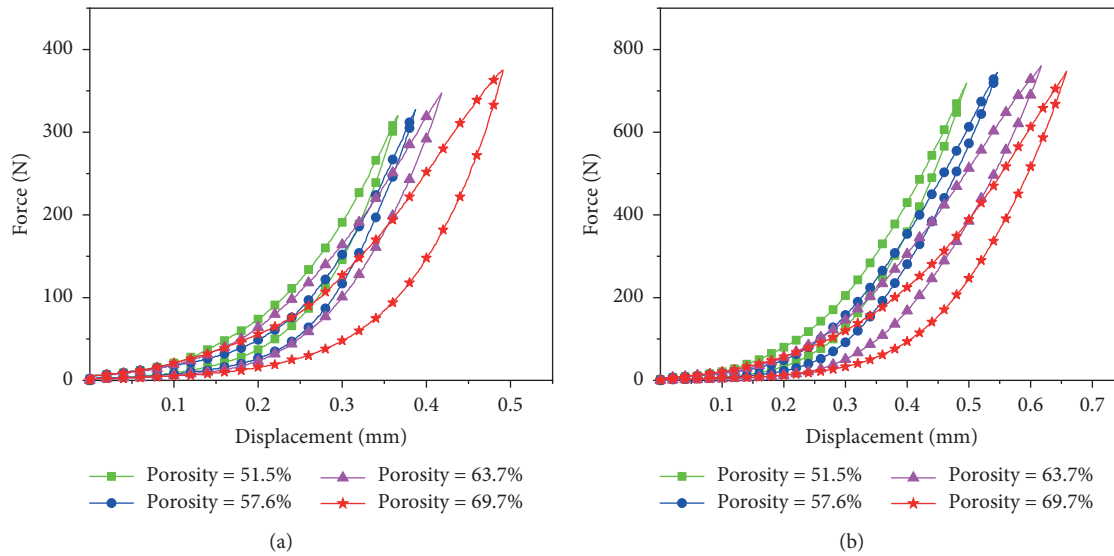 400
300
200
100
0
Force (N)
0.1 0.2 0.3 0.4 0.5
Displacement (mm)
Porosity = 51.5% Porosity = 63.7%
Porosity = 57.6% Porosity = 69.7%
(a)
800
600
400
200
0
Force (N)
0.1 0.2 0.3 0.4 0.5 0.6 0.7
Displacement (mm)
Porosity = 51.5% Porosity = 63.7%
Porosity = 57.6% Porosity = 69.7%
(b)